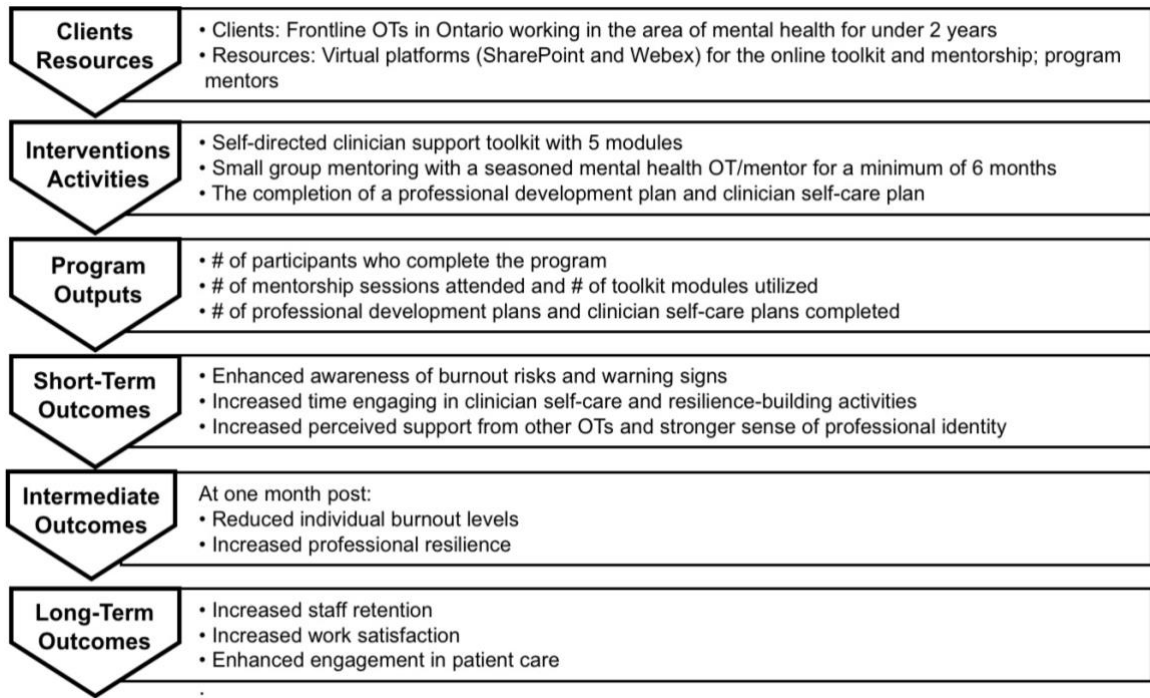 Clients
Resources
• Clients: Frontline OTs in Ontario working in the area of mental health for under 2 years
• Resources: Virtual platforms (SharePoint and Webex) for the online toolkit and mentorship; program
mentors
Interventions
Activities
• Self-directed clinician support toolkit with 5 modules
• Small group mentoring with a seasoned mental health OT/mentor for a minimum of 6 months
• The completion of a professional development plan and clinician self-care plan
Program
Outputs
• # of participants who complete the program
• # of mentorship sessions attended and # of toolkit modules utilized
• # of professional development plans and clinician self-care plans completed
Short-Term
Outcomes
• Enhanced awareness of burnout risks and warning signs
• Increased time engaging in clinician self-care and resilience-building activities
• Increased perceived support from other OTs and stronger sense of professional identity
Intermediate
Outcomes
At one month post:
• Reduced individual burnout levels
• Increased professional resilience
Long-Term
Outcomes
• Increased staff retention
• Increased work satisfaction
• Enhanced engagement in patient care
.